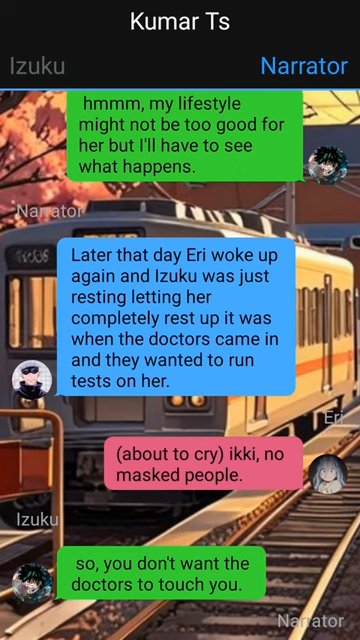 Kumar Ts
Izuku
Narrator
hmmm, my lifestyle
might not be too good for
her but I'll have to see
what happens.
Narrator
Later that day Eri woke up
again and Izuku was just
resting letting her
completely rest up it was
when the doctors came in
and they wanted to run
tests on her.
Eri
(about to cry) ikki, no
masked people.
Izuku
so, you don't want the
doctors to touch you.
Narrator